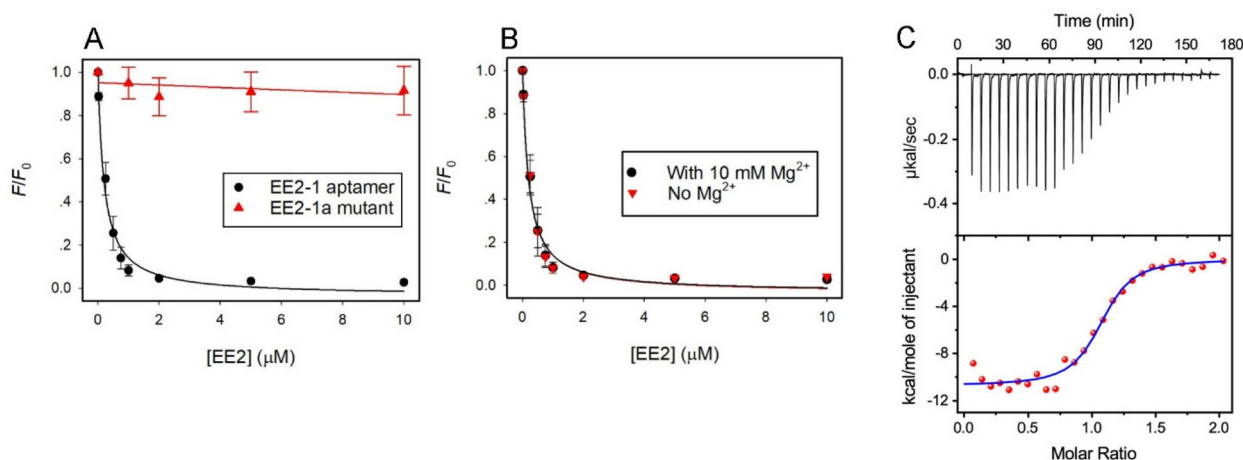 A
1.0
.8
.6
.4
.2
0.0
F/F0
EE2-1 aptamer
EE2-1a mutant
0 2 4 6 8 10
[EE2] (μM)
B
1.0
.8
.6
.4
.2
0.0
F/F0
With 10 mM Mg2+
No Mg2+
0 2 4 6 8 10
[EE2] (μM)
C
Time (min)
0 30 60 90 120 150 180
0.0
-0.2
-0.4
μkal/sec
0
-4
-8
-12
kcal/mole of injectant
0.0 0.5 1.0 1.5 2.0
Molar Ratio